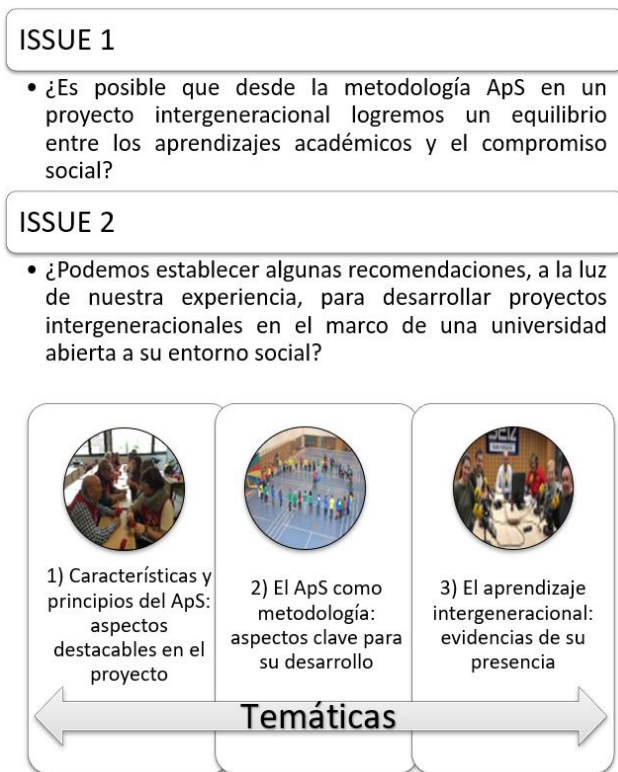 ISSUE 1
• ¿Es posible que desde la metodología ApS en un
proyecto intergeneracional logremos un equilibrio
entre los aprendizajes académicos y el compromiso
social?
ISSUE 2
• ¿Podemos establecer algunas recomendaciones, a la luz
de nuestra experiencia, para desarrollar proyectos
intergeneracionales en el marco de una universidad
abierta a su entorno social?
1) Características y
principios del ApS:
aspectos
destacables en el
proyecto
2) El ApS como
metodología:
aspectos clave para
su desarrollo
3) El aprendizaje
intergeneracional:
evidencias de su
presencia
Temáticas